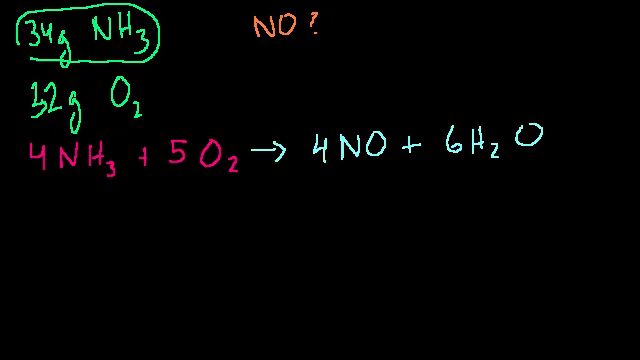 34g NH₃
NO?
32g O₂
4NH₃ + 5O₂ → 4NO + 6H₂O